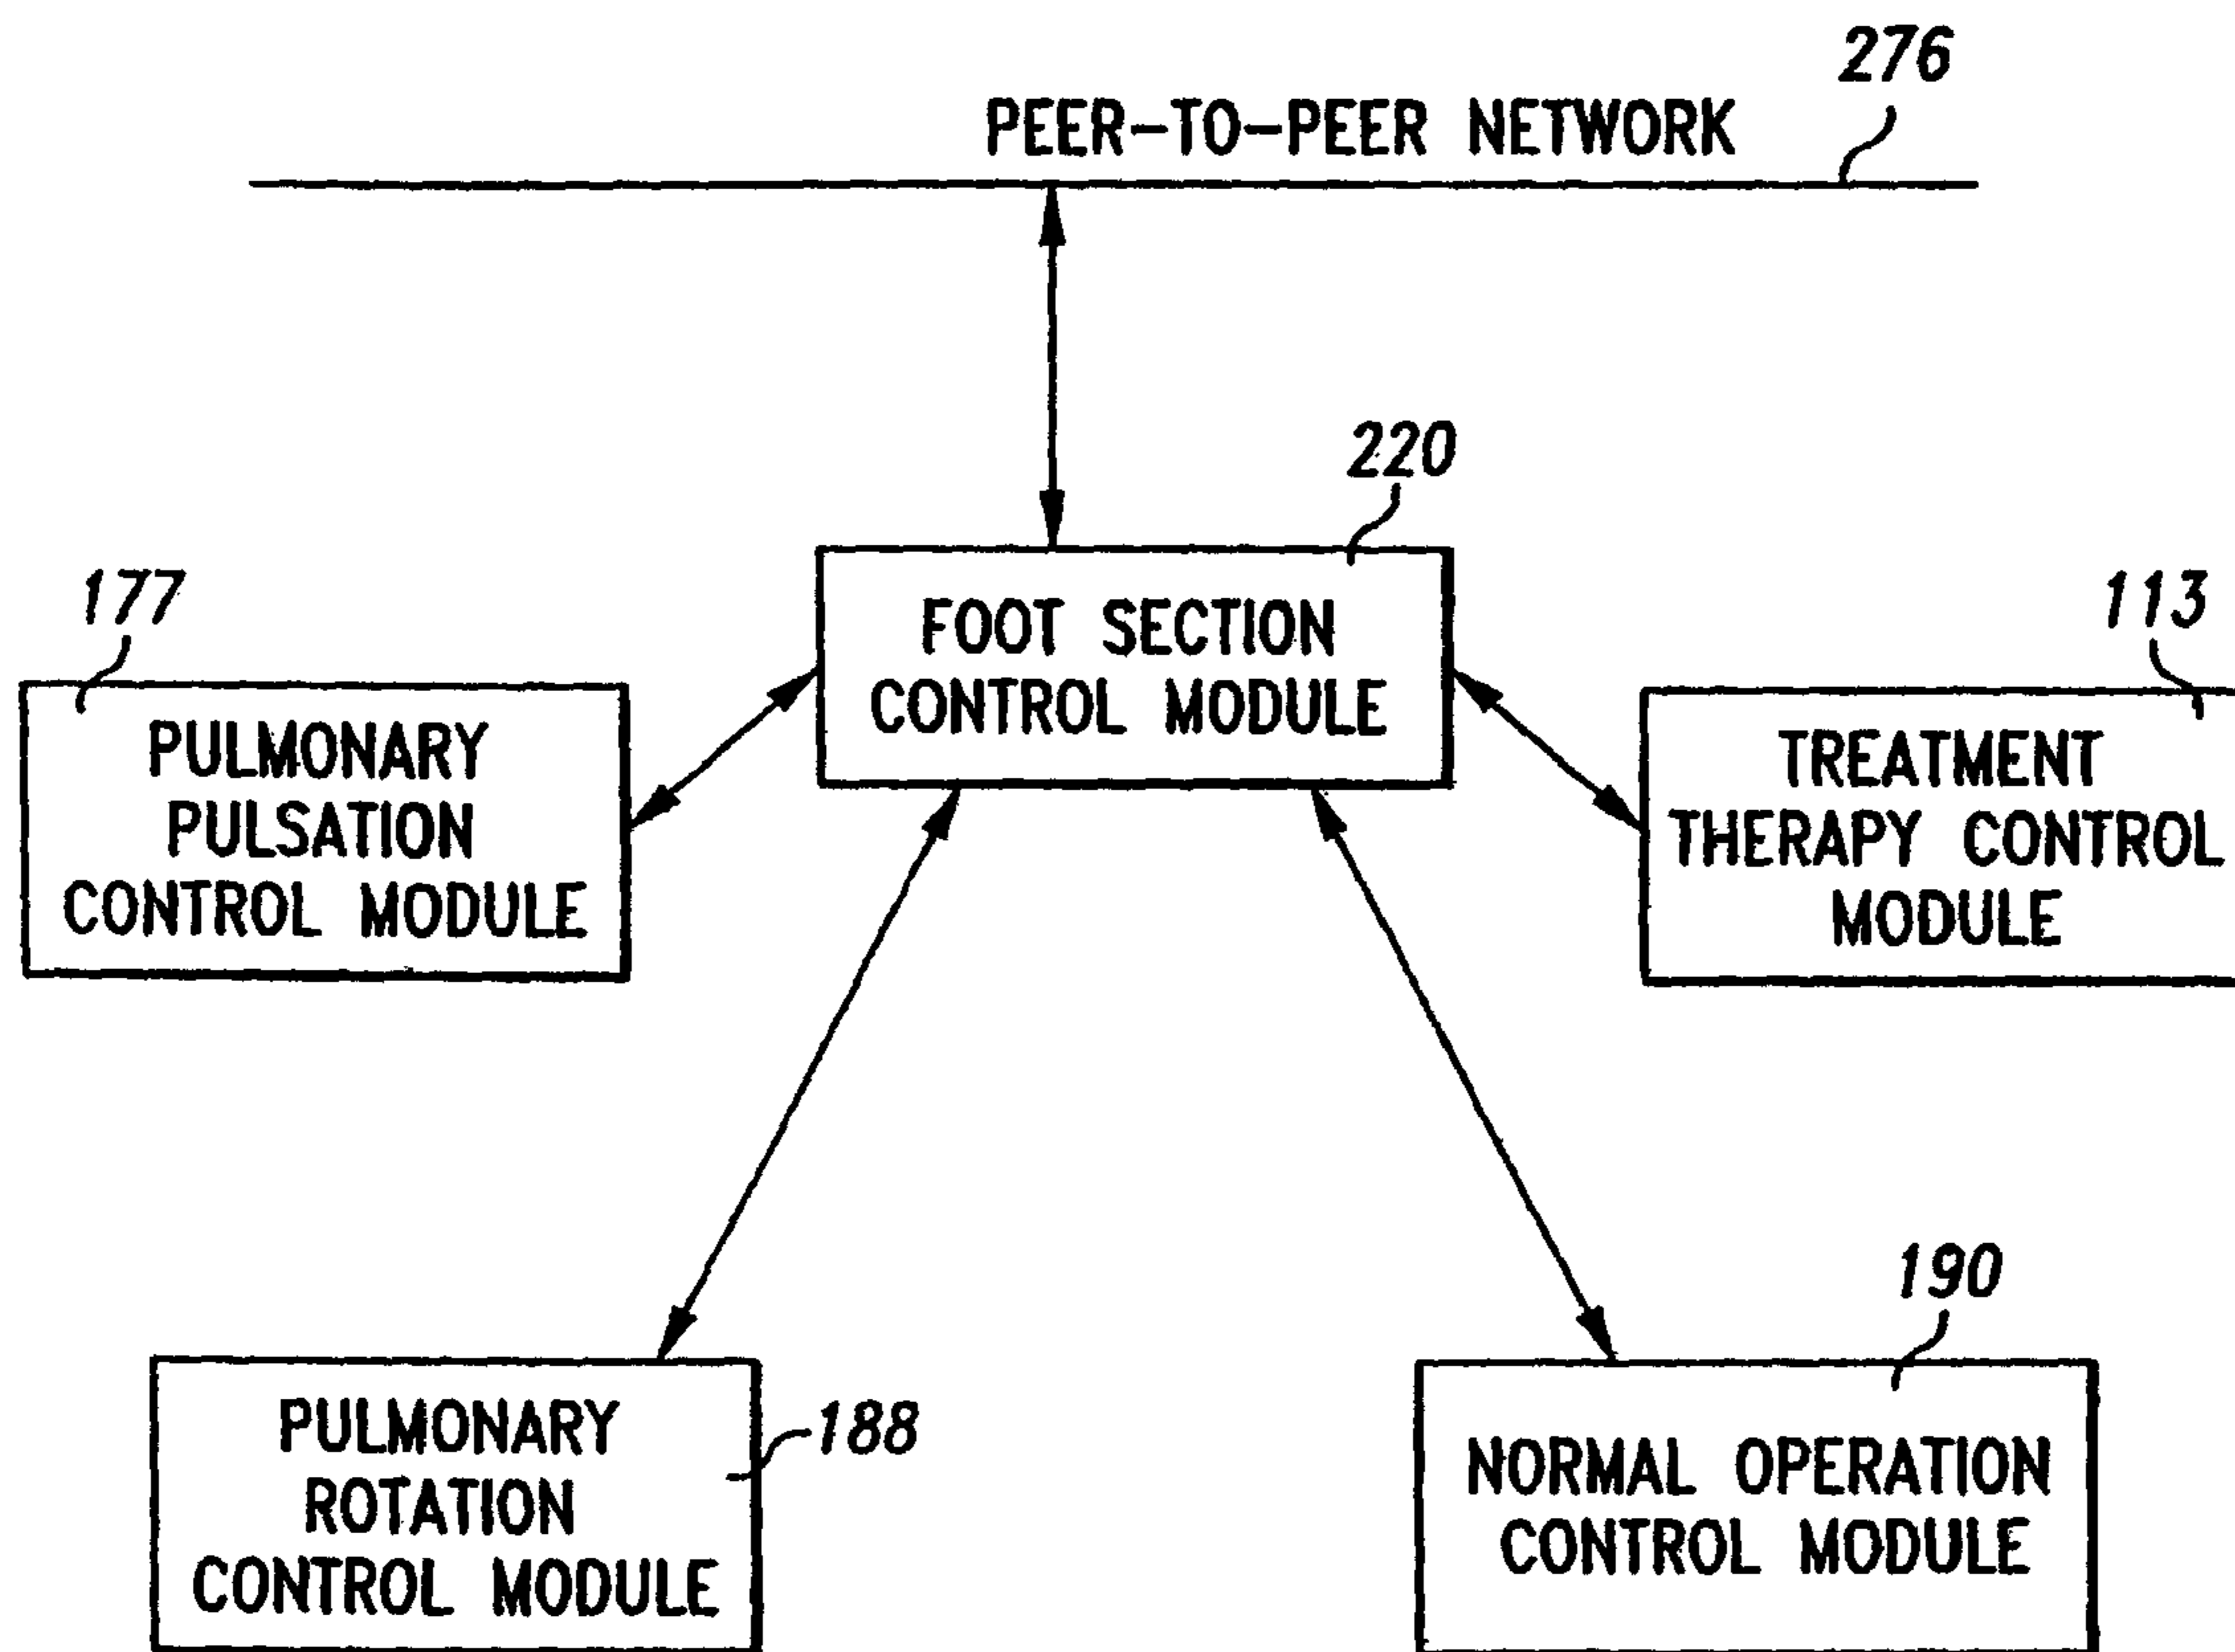 276
PEER-TO-PEER NETWORK
220
FOOT SECTION
CONTROL MODULE
177
PULMONARY
PULSATION
CONTROL MODULE
113
TREATMENT
THERAPY CONTROL
MODULE
188
PULMONARY
ROTATION
CONTROL MODULE
190
NORMAL OPERATION
CONTROL MODULE